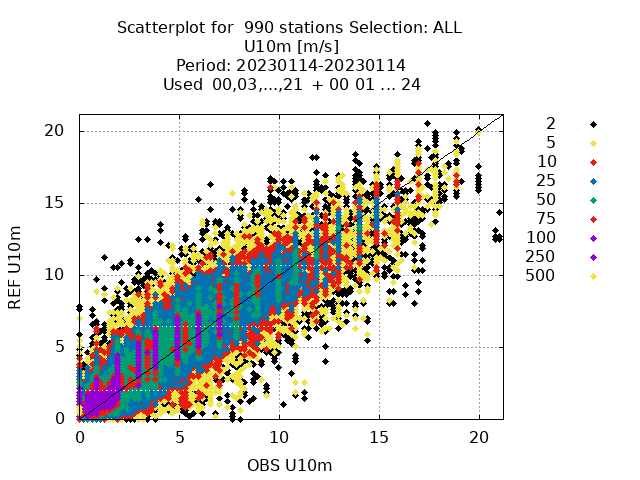 Scatterplot for  990 stations Selection: ALL
U10m [m/s]
Period: 20230114-20230114
Used  00,03,...,21  + 00 01 ... 24
REF U10m
20
15
10
5
0
0 5 10 15 20
OBS U10m
2
5
10
25
50
75
100
250
500